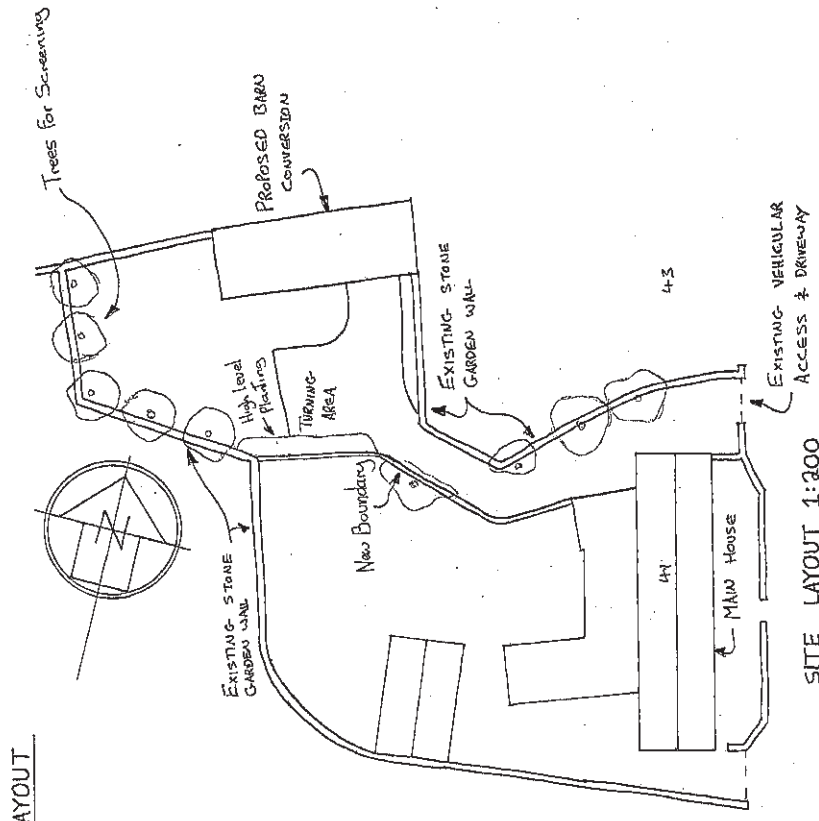 AYOUT
Trees For Screening
PROPOSED BARN
CONVERSION
High Level
Planting
TURNING
AREA
N
EXISTING STONE
GARDEN WALL
EXISTING STONE
GARDEN WALL
New Boundary
43
41
MAIN HOUSE
EXISTING VEHICULAR
ACCESS & DRIVEWAY
SITE LAYOUT 1:200